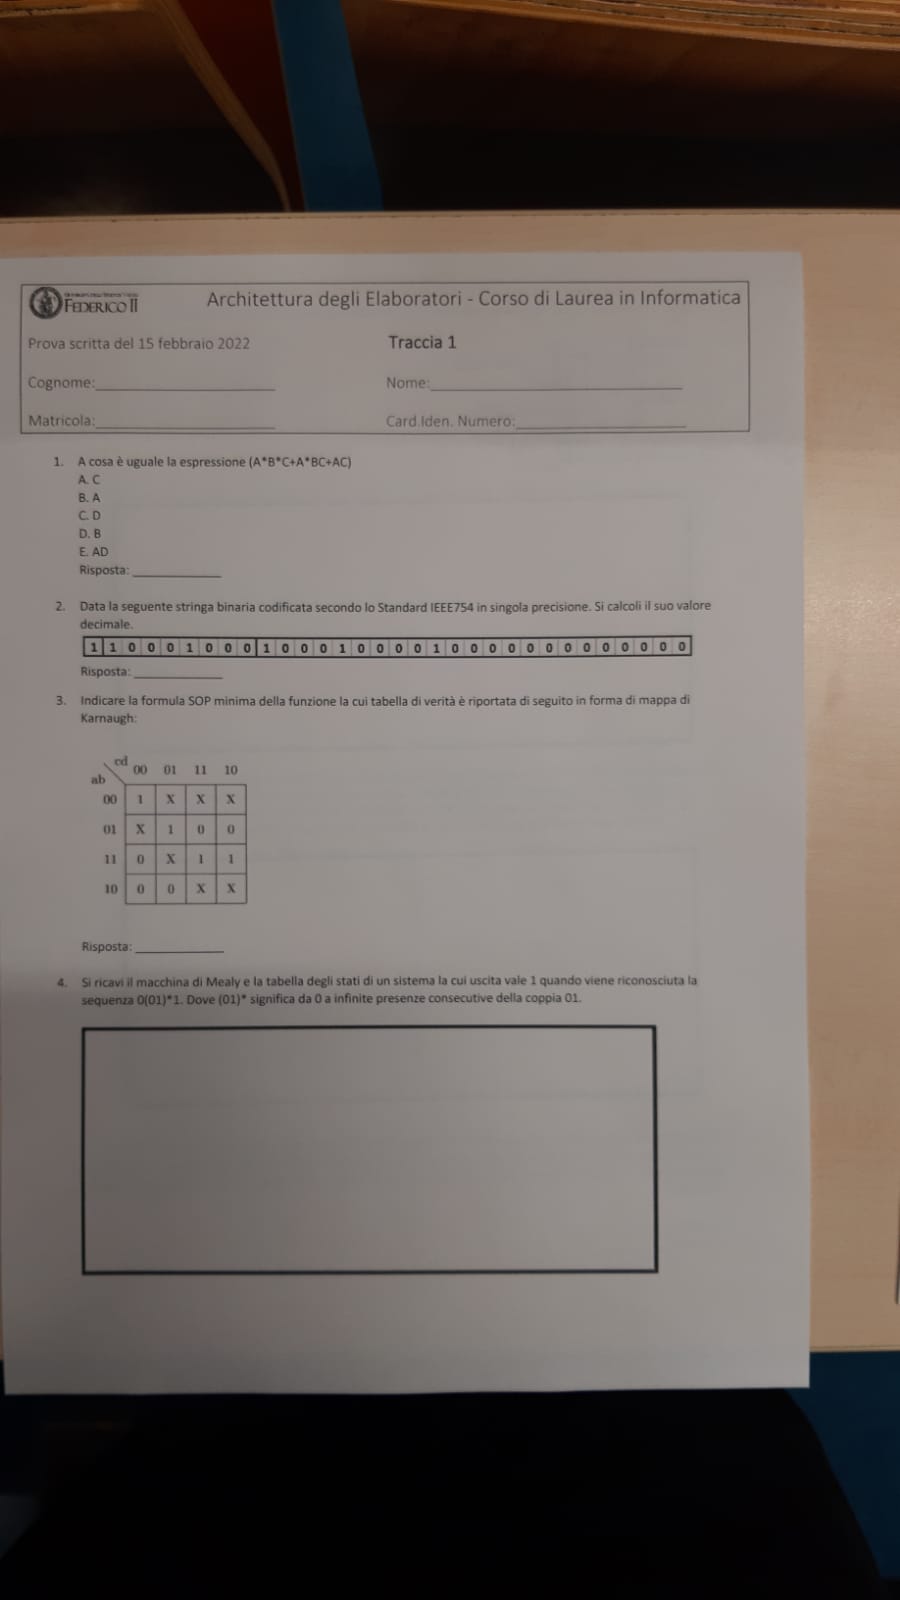 FEDERICO II
Architettura degli Elaboratori - Corso di Laurea in Informatica
Prova scritta del 15 febbraio 2022
Traccia 1
Cognome:
Nome:
Matricola:
Card.Iden. Numero:
1. A cosa è uguale la espressione (A*B*C+A*BC+AC)
A. C
B. A
C. D
D. B
E. AD
Risposta:
2. Data la seguente stringa binaria codificata secondo lo Standard IEEE754 in singola precisione. Si calcoli il suo valore
decimale.
1 1 0 0 0 1 0 0 0 1 0 0 0 1 0 0 0 0 1 0 0 0 0 0 0 0 0 0 0 0 0 0
Risposta:
3. Indicare la formula SOP minima della funzione la cui tabella di verità è riportata di seguito in forma di mappa di
Karnaugh:
cd 00 01 11 10
ab
00 1 X X X
01 X 1 0 0
11 0 X 1 1
10 0 0 X X
Risposta:
4. Si ricavi il macchina di Mealy e la tabella degli stati di un sistema la cui uscita vale 1 quando viene riconosciuta la
sequenza 0(01)*1. Dove (01)* significa da 0 a infinite presenze consecutive della coppia 01.